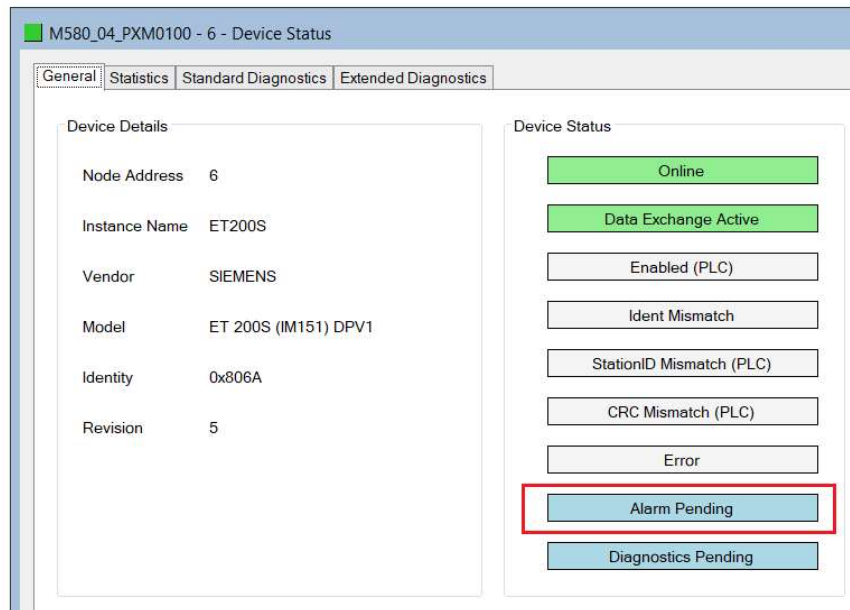 M580_04_PXM0100 - 6 - Device Status
General Statistics Standard Diagnostics Extended Diagnostics
Device Details
Node Address 6
Instance Name ET200S
Vendor SIEMENS
Model ET 200S (IM151) DPV1
Identity 0x806A
Revision 5
Device Status
Online
Data Exchange Active
Enabled (PLC)
Ident Mismatch
StationID Mismatch (PLC)
CRC Mismatch (PLC)
Error
Alarm Pending
Diagnostics Pending